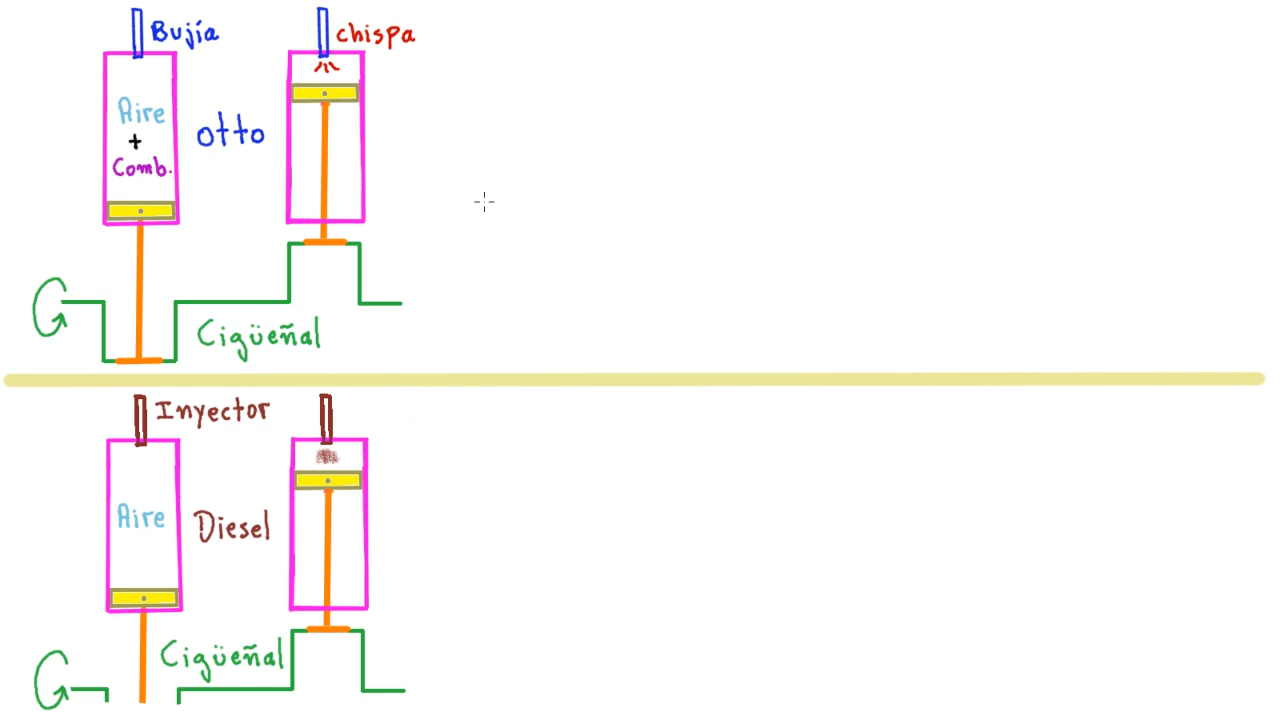 Bujía
chispa
Aire
+
Comb.
otto
Cigüeñal
Inyector
Aire
Diesel
Cigüeñal